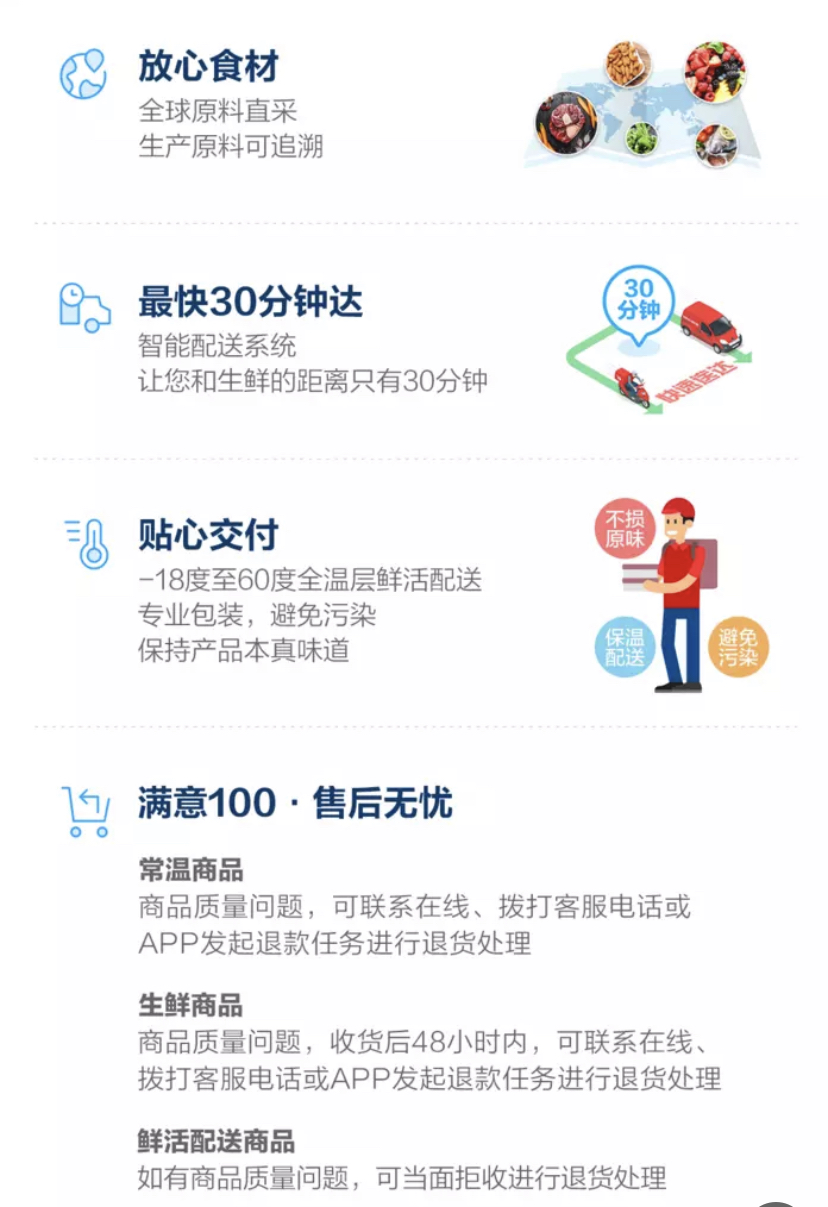 放心食材
全球原料直采
生产原料可追溯
最快30分钟达
智能配送系统
让您和生鲜的距离只有30分钟
30
分钟
快速送达
贴心交付
-18度至60度全温层鲜活配送
专业包装，避免污染
保持产品本真味道
不损
原味
保温
配送
避免
污染
满意100·售后无忧
常温商品
商品质量问题，可联系在线、拨打客服电话或
APP发起退款任务进行退货处理
生鲜商品
商品质量问题，收货后48小时内，可联系在线、
拨打客服电话或APP发起退款任务进行退货处理
鲜活配送商品
如有商品质量问题，可当面拒收进行退货处理